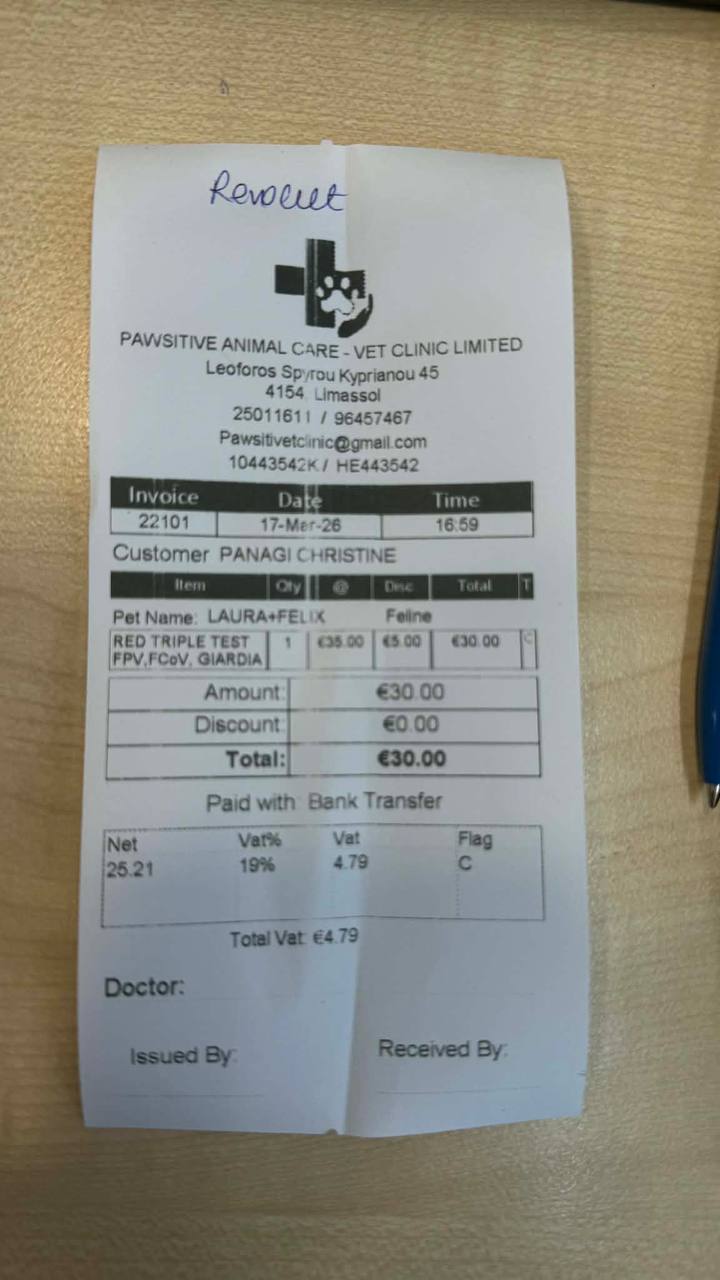 Revolut
PAWSITIVE ANIMAL CARE - VET CLINIC LIMITED
Leoforos Spyrou Kyprianou 45
4154, Limassol
25011611 / 96457467
Pawsitivetclinic@gmail.com
10443542K / HE443542
Invoice Date Time
22101 17-Mar-26 16:59
Customer PANAGI CHRISTINE
Item Qty @ Disc Total T
Pet Name: LAURA+FELIX Feline
RED TRIPLE TEST 1 €35.00 €5.00 €30.00 C
FPV,FCoV, GIARDIA
Amount: €30.00
Discount: €0.00
Total: €30.00
Paid with: Bank Transfer
Net Vat% Vat Flag
25.21 19% 4.79 C
Total Vat: €4.79
Doctor:
Issued By: Received By: